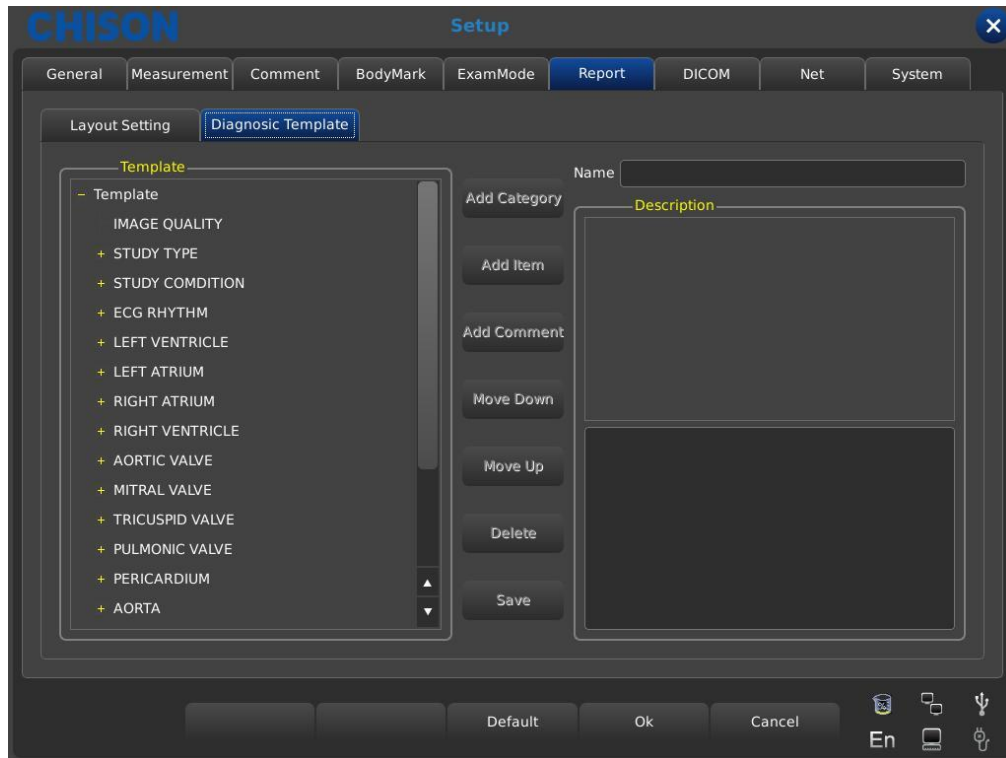 CHISON
Setup
General Measurement Comment BodyMark ExamMode Report DICOM Net System
Layout Setting Diagnosic Template
Template
− Template
IMAGE QUALITY
+ STUDY TYPE
+ STUDY COMDITION
+ ECG RHYTHM
+ LEFT VENTRICLE
+ LEFT ATRIUM
+ RIGHT ATRIUM
+ RIGHT VENTRICLE
+ AORTIC VALVE
+ MITRAL VALVE
+ TRICUSPID VALVE
+ PULMONIC VALVE
+ PERICARDIUM
+ AORTA
Add Category
Add Item
Add Comment
Move Down
Move Up
Delete
Save
Name
Description
Default Ok Cancel
En